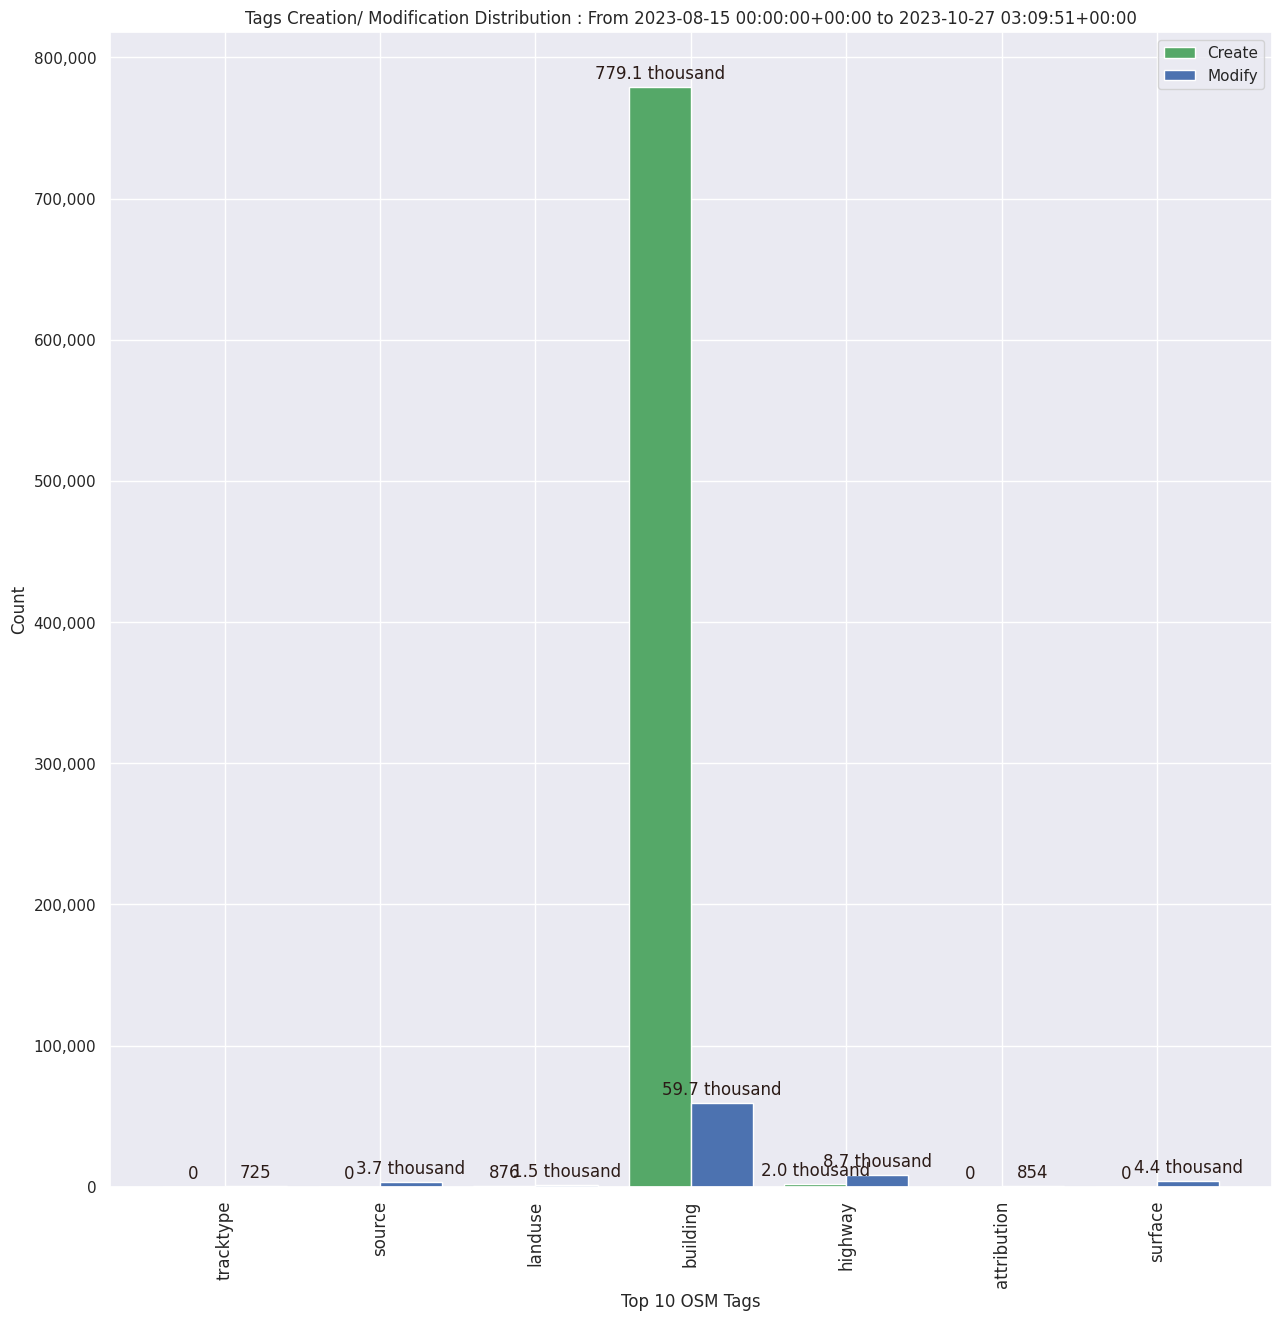 Tags Creation/ Modification Distribution : From 2023-08-15 00:00:00+00:00 to 2023-10-27 03:09:51+00:00
Create
Modify
800,000
700,000
600,000
500,000
400,000
300,000
200,000
100,000
0
Count
779.1 thousand
59.7 thousand
0
725
0
3.7 thousand
876
1.5 thousand
2.0 thousand
8.7 thousand
0
854
0
4.4 thousand
tracktype
source
landuse
building
highway
attribution
surface
Top 10 OSM Tags